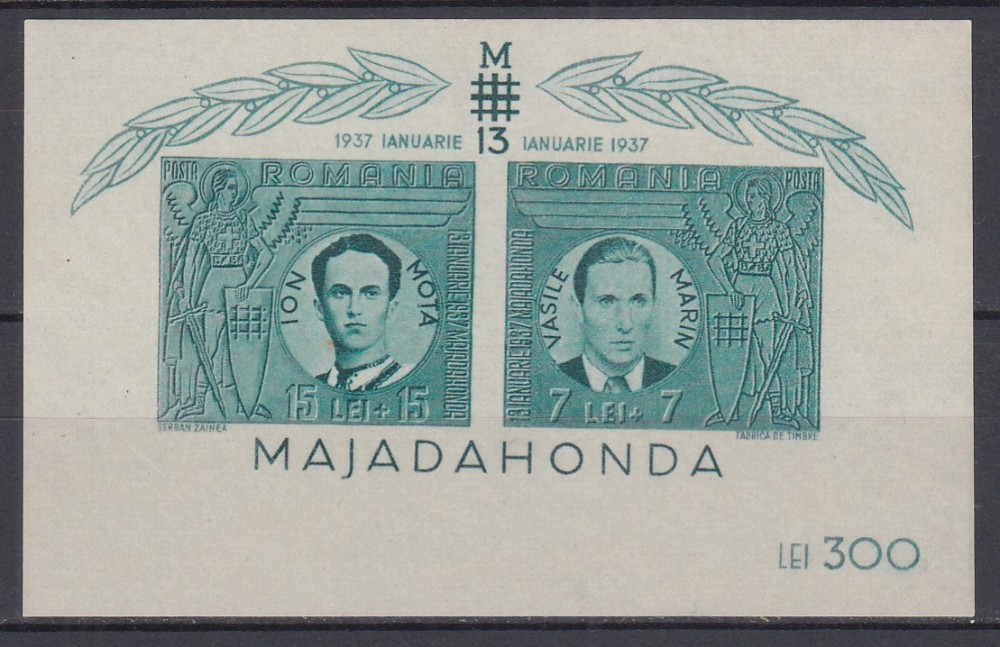 M
13
1937 IANUARIE
IANUARIE 1937
POSTA ROMANIA
13 IANUARIE 1937 MAJADAHONDA
ION MOTA
15 LEI + 15
SERBAN ZAINEA
ROMANIA POSTA
13 IANUARIE 1937 MAJADAHONDA
VASILE MARIN
7 LEI + 7
FABRICA DE TIMBRE
MAJADAHONDA
LEI 300